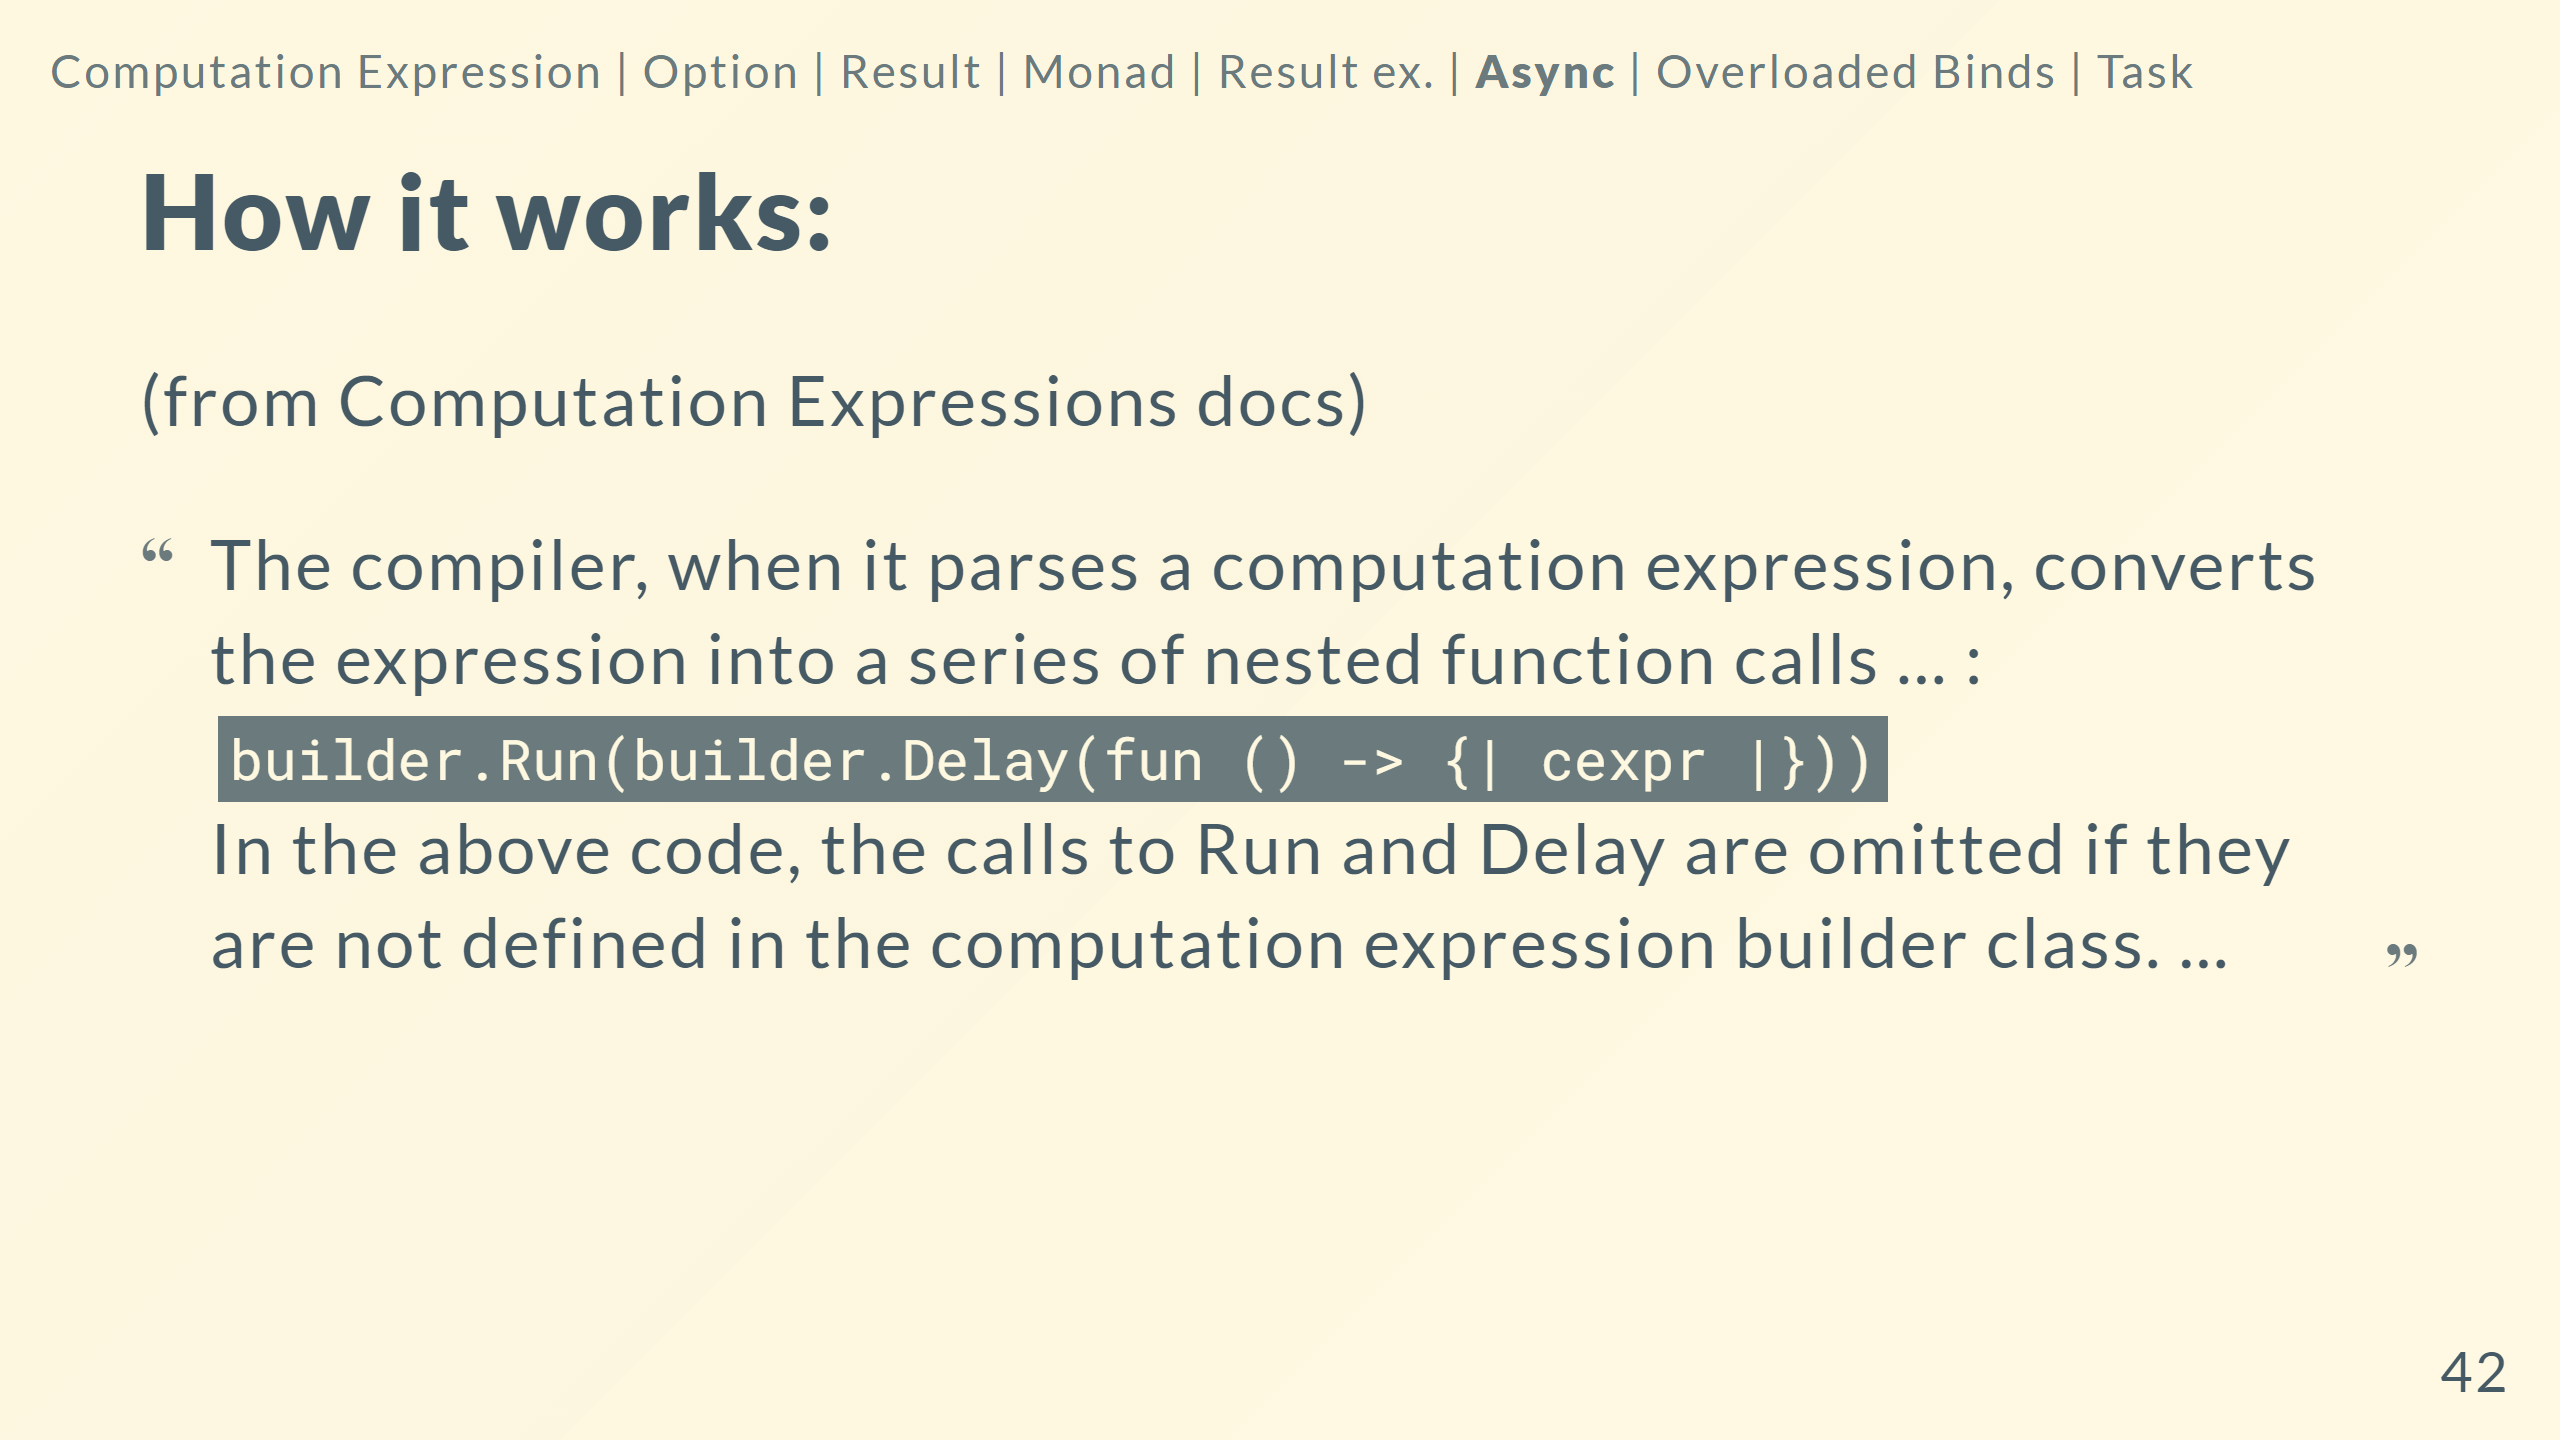 Computation Expression | Option | Result | Monad | Result ex. | Async | Overloaded Binds | Task
How it works:
(from Computation Expressions docs)
“ The compiler, when it parses a computation expression, converts
the expression into a series of nested function calls ... :
builder.Run(builder.Delay(fun () -> {| cexpr |}))
In the above code, the calls to Run and Delay are omitted if they
are not defined in the computation expression builder class. ... ”
42